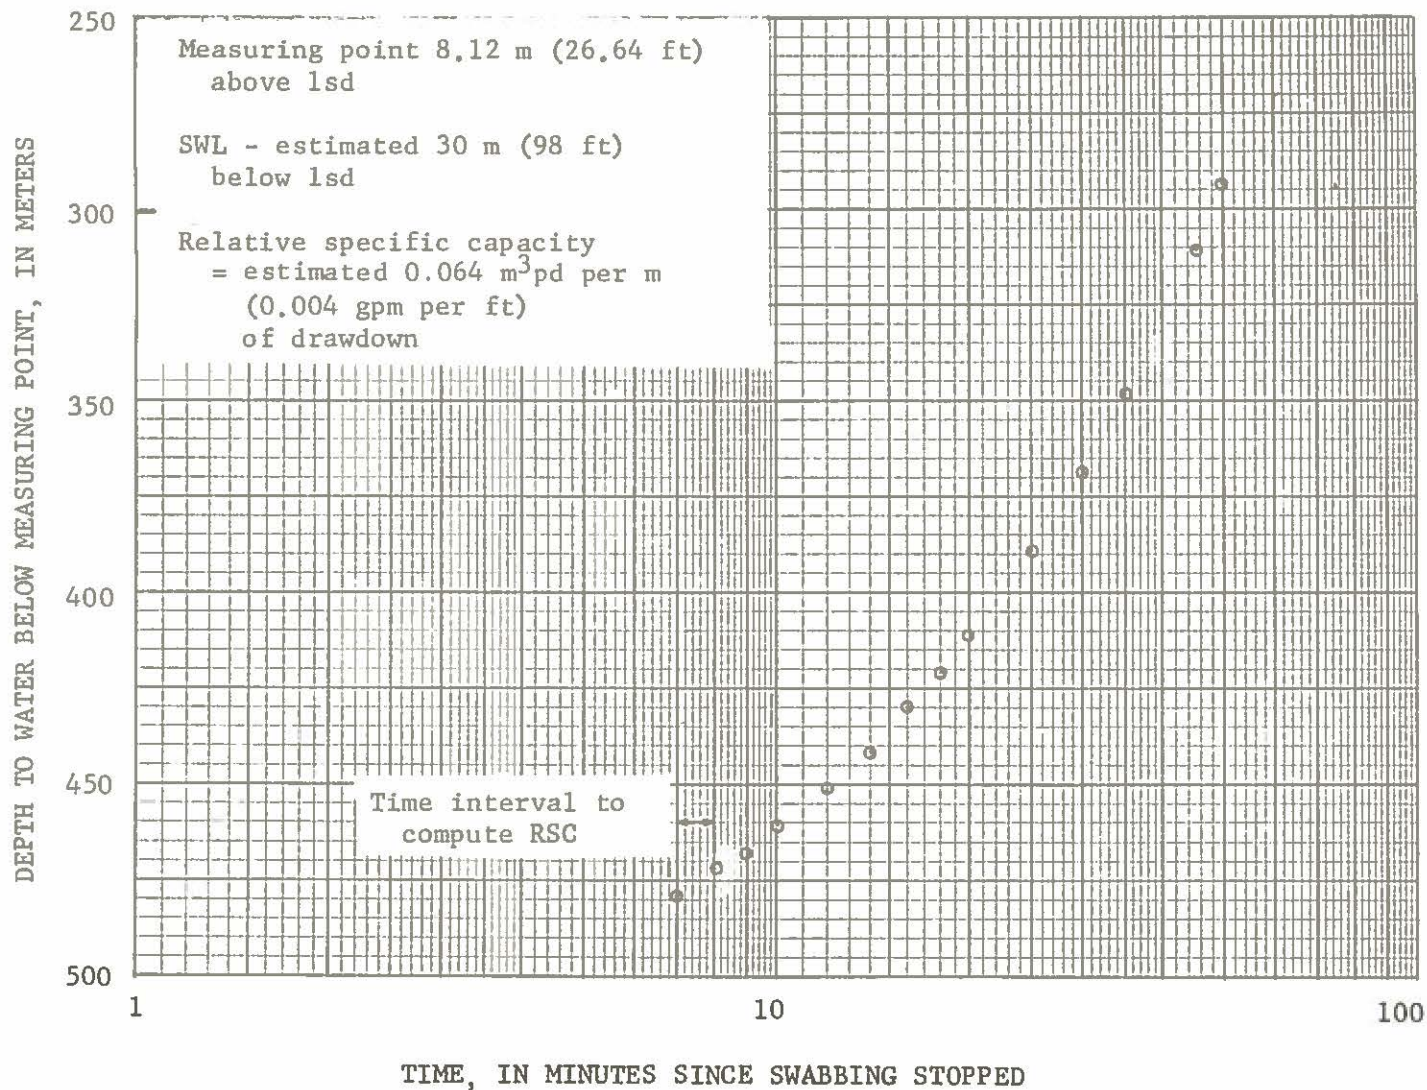 250
Measuring point 8.12 m (26.64 ft)
above lsd
SWL - estimated 30 m (98 ft)
below lsd
300
Relative specific capacity
= estimated 0.064 m³pd per m
(0.004 gpm per ft)
of drawdown
350
400
450
Time interval to
compute RSC
500
1
10
100
DEPTH TO WATER BELOW MEASURING POINT, IN METERS
TIME, IN MINUTES SINCE SWABBING STOPPED